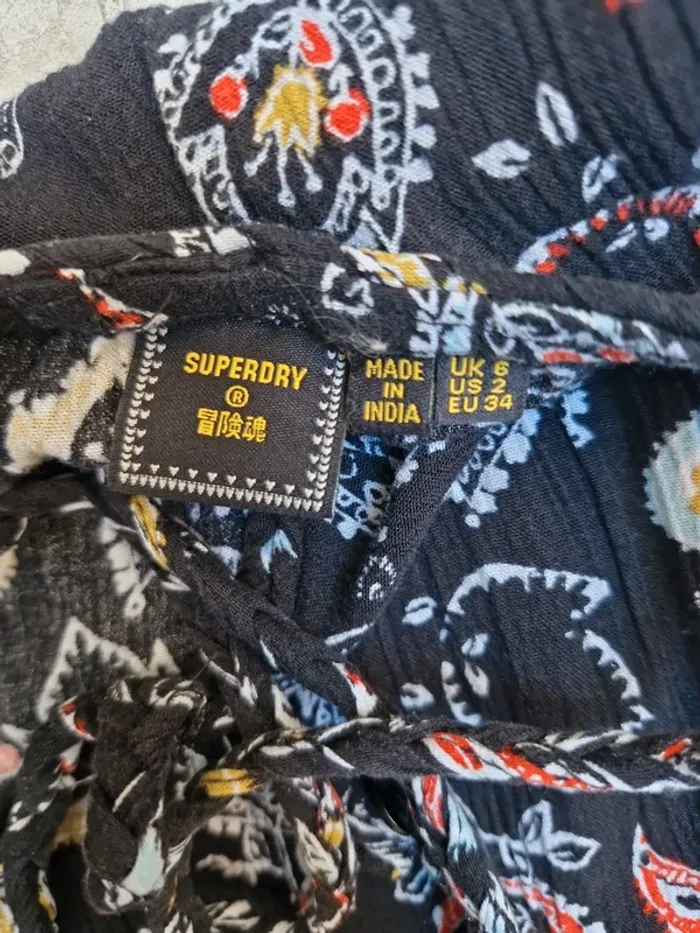 SUPERDRY
®
冒険魂
MADE
IN
INDIA
UK 6
US 2
EU 34